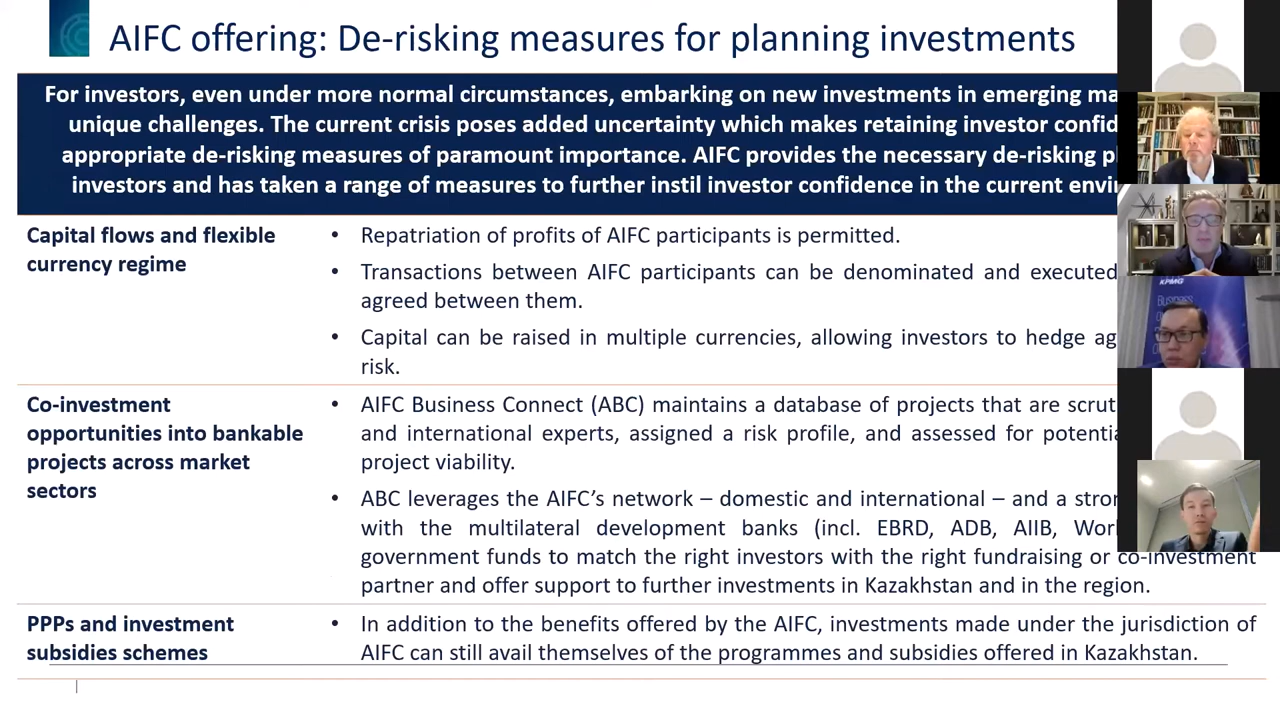 AIFC offering: De-risking measures for planning investments
For investors, even under more normal circumstances, embarking on new investments in emerging
unique challenges. The current crisis poses added uncertainty which makes retaining investor
appropriate de-risking measures of paramount importance. AIFC provides the necessary de-risking
investors and has taken a range of measures to further instil investor confidence in the current
Capital flows and flexible
currency regime
• Repatriation of profits of AIFC participants is permitted.
• Transactions between AIFC participants can be denominated and executed
agreed between them.
• Capital can be raised in multiple currencies, allowing investors to hedge
risk.
Co-investment
opportunities into bankable
projects across market
sectors
• AIFC Business Connect (ABC) maintains a database of projects that are
and international experts, assigned a risk profile, and assessed for
project viability.
• ABC leverages the AIFC’s network – domestic and international – and a
with the multilateral development banks (incl. EBRD, ADB, AIIB,
government funds to match the right investors with the right fundraising or co-investment
partner and offer support to further investments in Kazakhstan and in the region.
PPPs and investment
subsidies schemes
• In addition to the benefits offered by the AIFC, investments made under the jurisdiction of
AIFC can still avail themselves of the programmes and subsidies offered in Kazakhstan.
KPMG